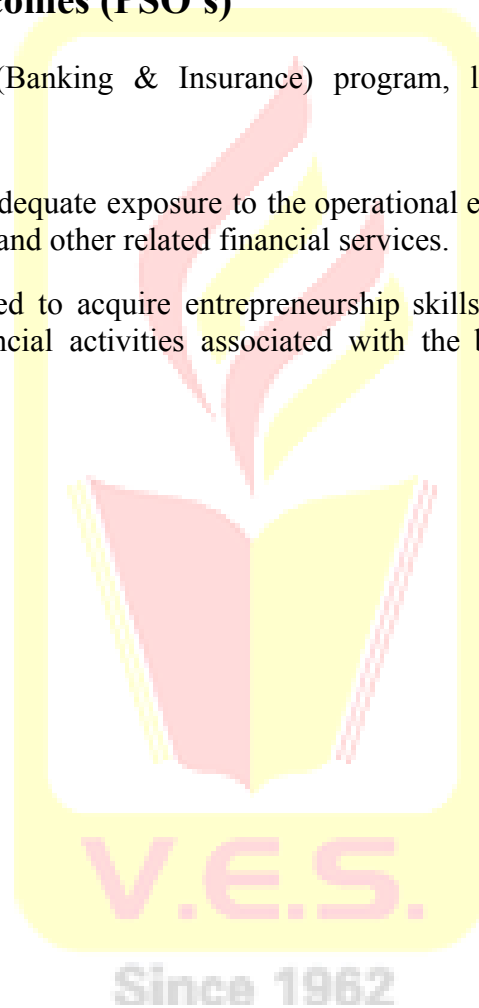 comes (PSO's)
(Banking & Insurance) program, l
dequate exposure to the operational e
and other related financial services.
ed to acquire entrepreneurship skills
ncial activities associated with the b
V.E.S.
Since 1962